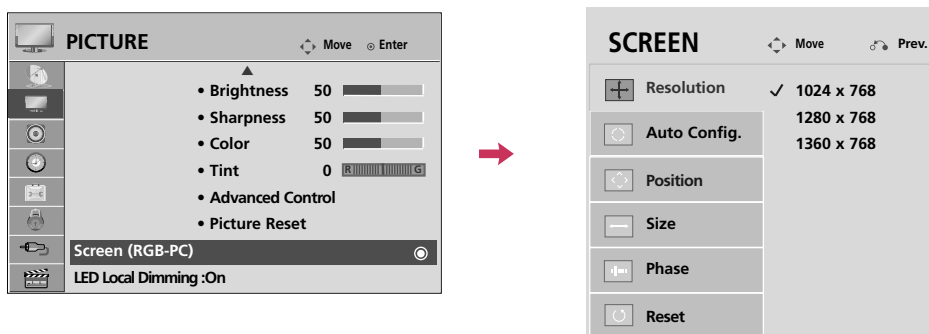 PICTURE
Move
Enter
• Brightness 50
• Sharpness 50
• Color 50
• Tint 0 R G
• Advanced Control
• Picture Reset
Screen (RGB-PC)
LED Local Dimming :On
SCREEN
Move
Prev.
Resolution
Auto Config.
Position
Size
Phase
Reset
✓ 1024 x 768
1280 x 768
1360 x 768